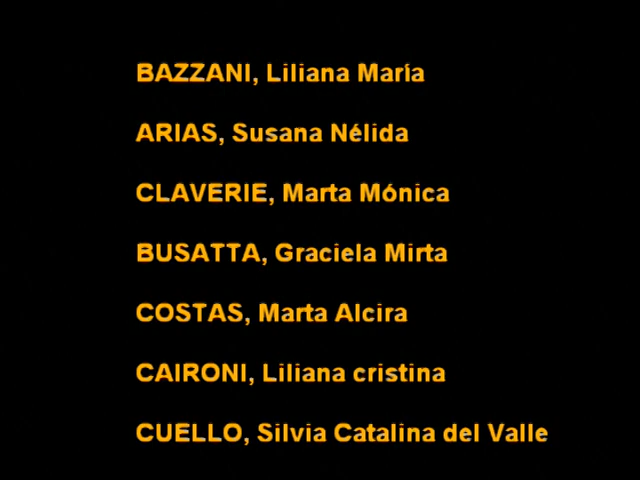 BAZZANI, Liliana María
ARIAS, Susana Nélida
CLAVERIE, Marta Mónica
BUSATTA, Graciela Mirta
COSTAS, Marta Alcira
CAIRONI, Liliana cristina
CUELLO, Silvia Catalina del Valle